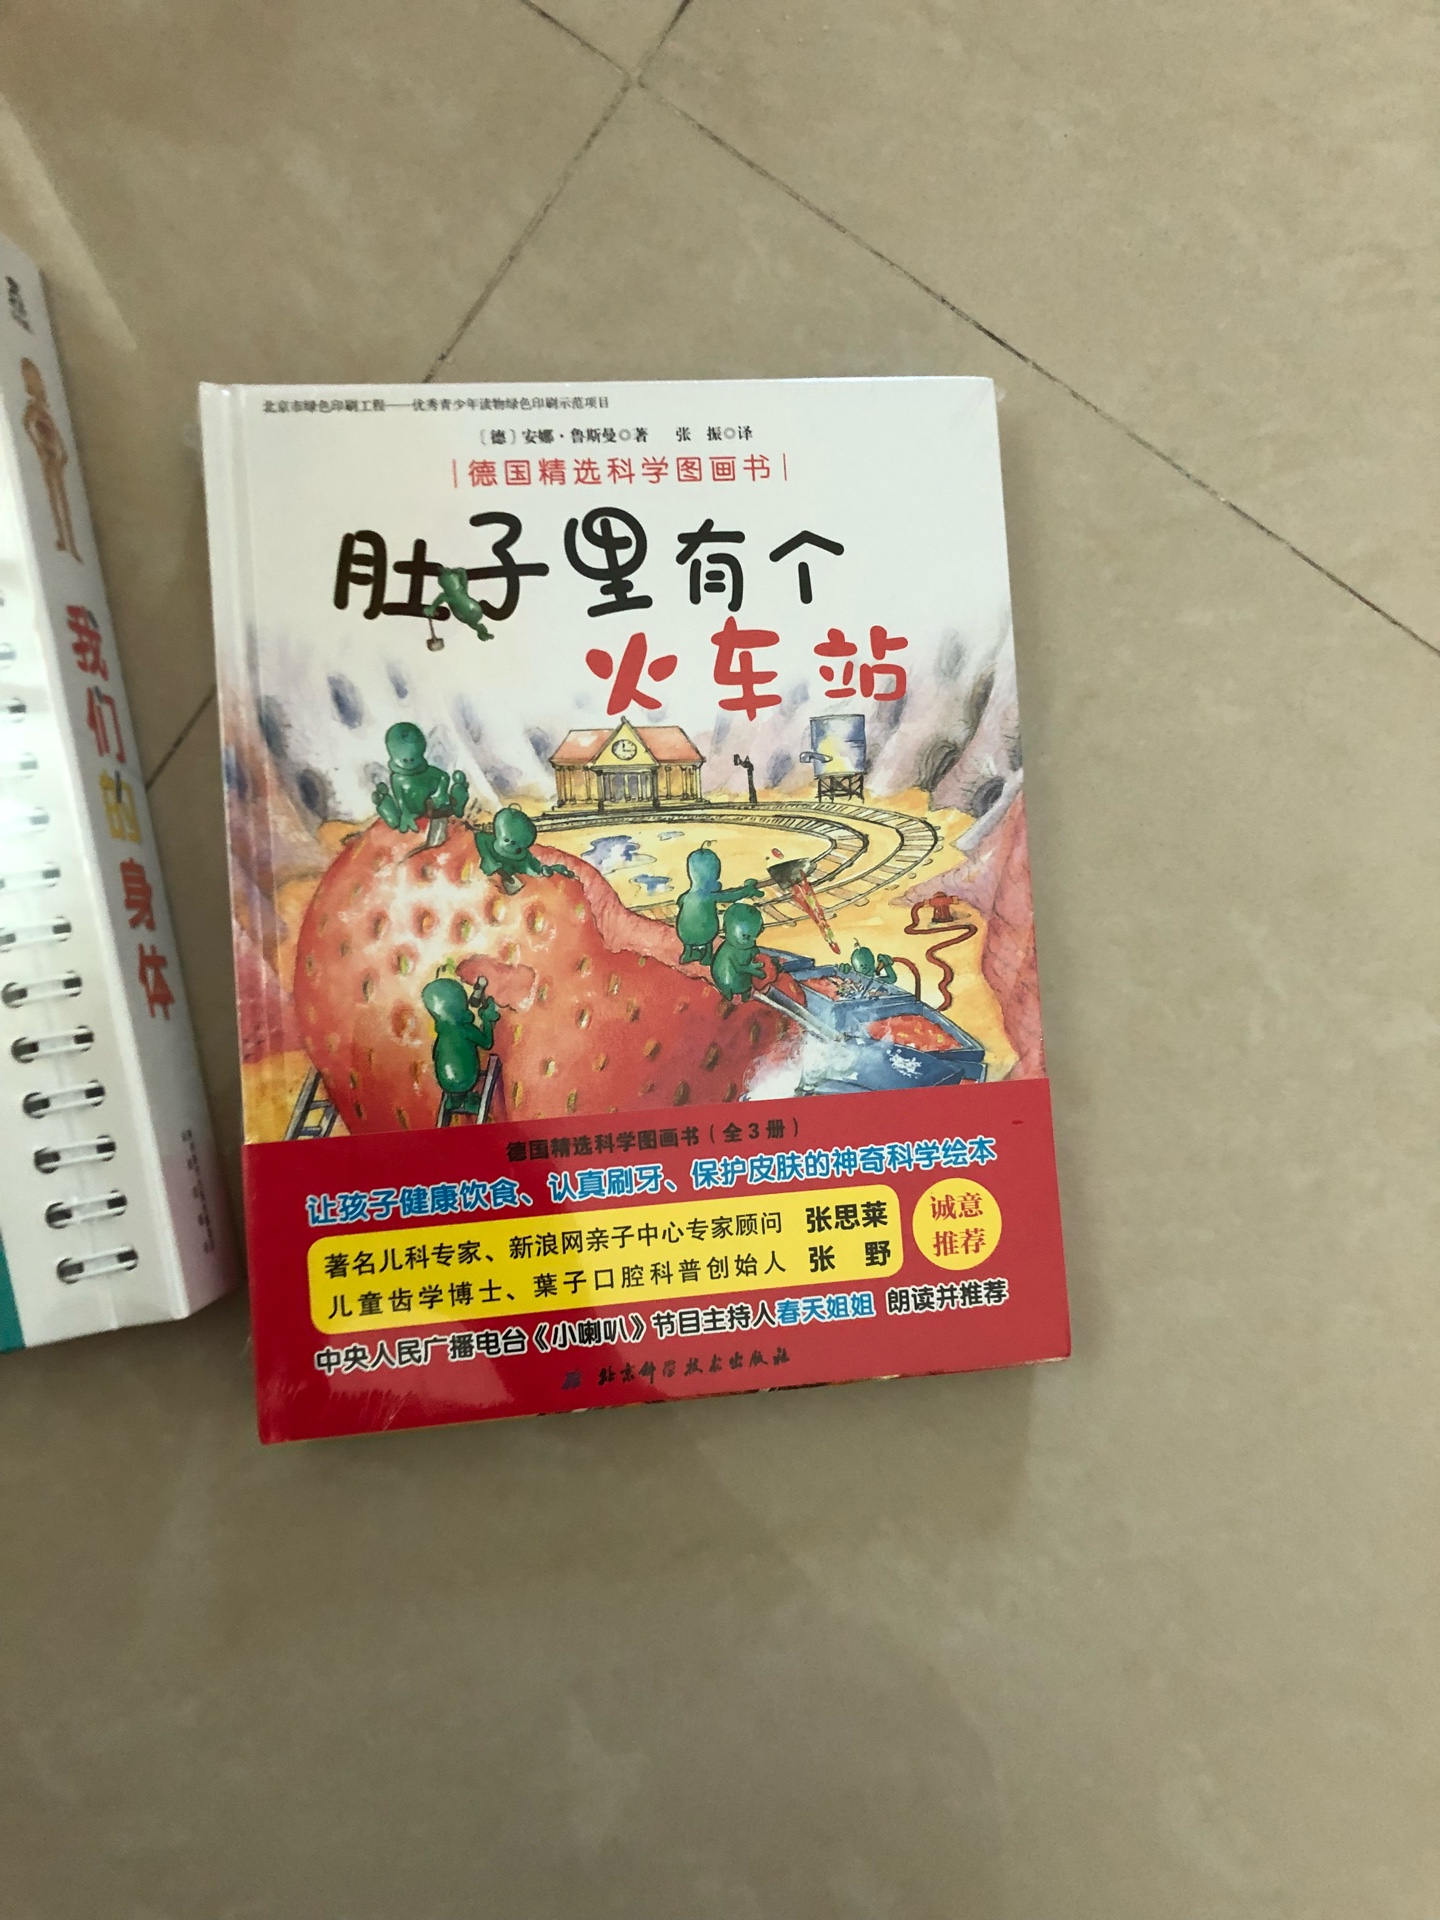 我们的身体
北京市绿色印刷工程——优秀青少年读物绿色印刷示范项目
〔德〕安娜·鲁斯曼◎著 张 振◎译
德国精选科学图画书
肚子里有个
火车站
德国精选科学图画书（全3册）
让孩子健康饮食、认真刷牙、保护皮肤的神奇科学绘本
著名儿科专家、新浪网亲子中心专家顾问 张思莱
儿童齿学博士、葉子口腔科普创始人 张 野
诚意
推荐
中央人民广播电台《小喇叭》节目主持人春天姐姐 朗读并推荐
北京科学技术出版社